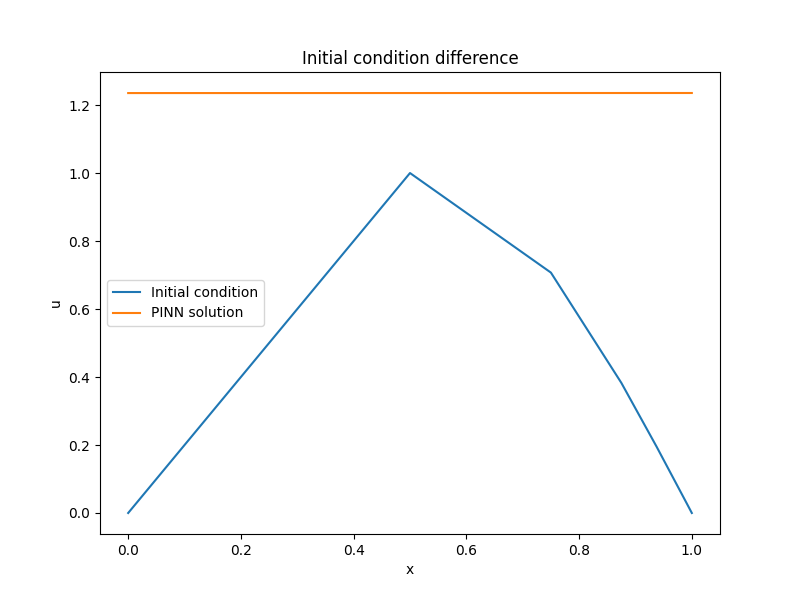 Initial condition difference
1.2
1.0
0.8
0.6
0.4
0.2
0.0
u
Initial condition
PINN solution
0.0 0.2 0.4 0.6 0.8 1.0
x